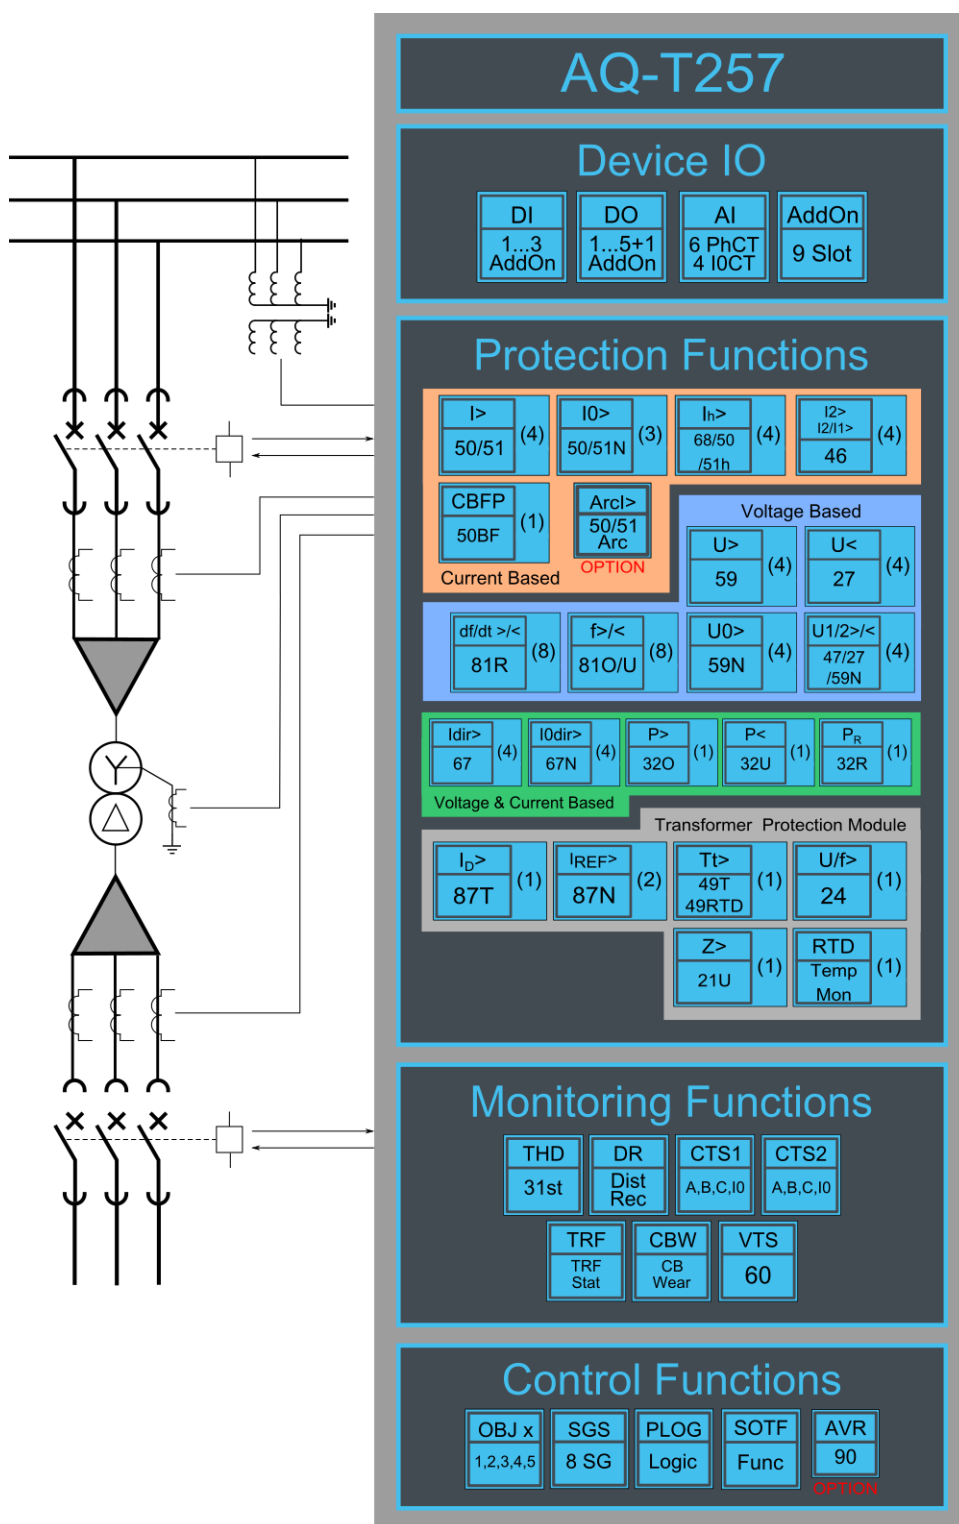 AQ-T257
Device IO
DI
1...3
AddOn
DO
1...5+1
AddOn
AI
6 PhCT
4 I0CT
AddOn
9 Slot
Protection Functions
I>
50/51
(4)
I0>
50/51N
(3)
Ih>
68/50
/51h
(4)
I2>
I2/I1>
46
(4)
CBFP
50BF
(1)
ArcI>
50/51
Arc
OPTION
Current Based
Voltage Based
U>
59
(4)
U<
27
(4)
df/dt >/<
81R
(8)
f>/<
81O/U
(8)
U0>
59N
(4)
U1/2>/<
47/27
/59N
(4)
Idir>
67
(4)
I0dir>
67N
(4)
P>
32O
(1)
P<
32U
(1)
PR
32R
(1)
Voltage & Current Based
Transformer Protection Module
ID>
87T
(1)
IREF>
87N
(2)
Tt>
49T
49RTD
(1)
U/f>
24
(1)
Z>
21U
(1)
RTD
Temp
Mon
(1)
Monitoring Functions
THD
31st
DR
Dist
Rec
CTS1
A,B,C,I0
CTS2
A,B,C,I0
TRF
TRF
Stat
CBW
CB
Wear
VTS
60
Control Functions
OBJ x
1,2,3,4,5
SGS
8 SG
PLOG
Logic
SOTF
Func
AVR
90
OPTION
Y